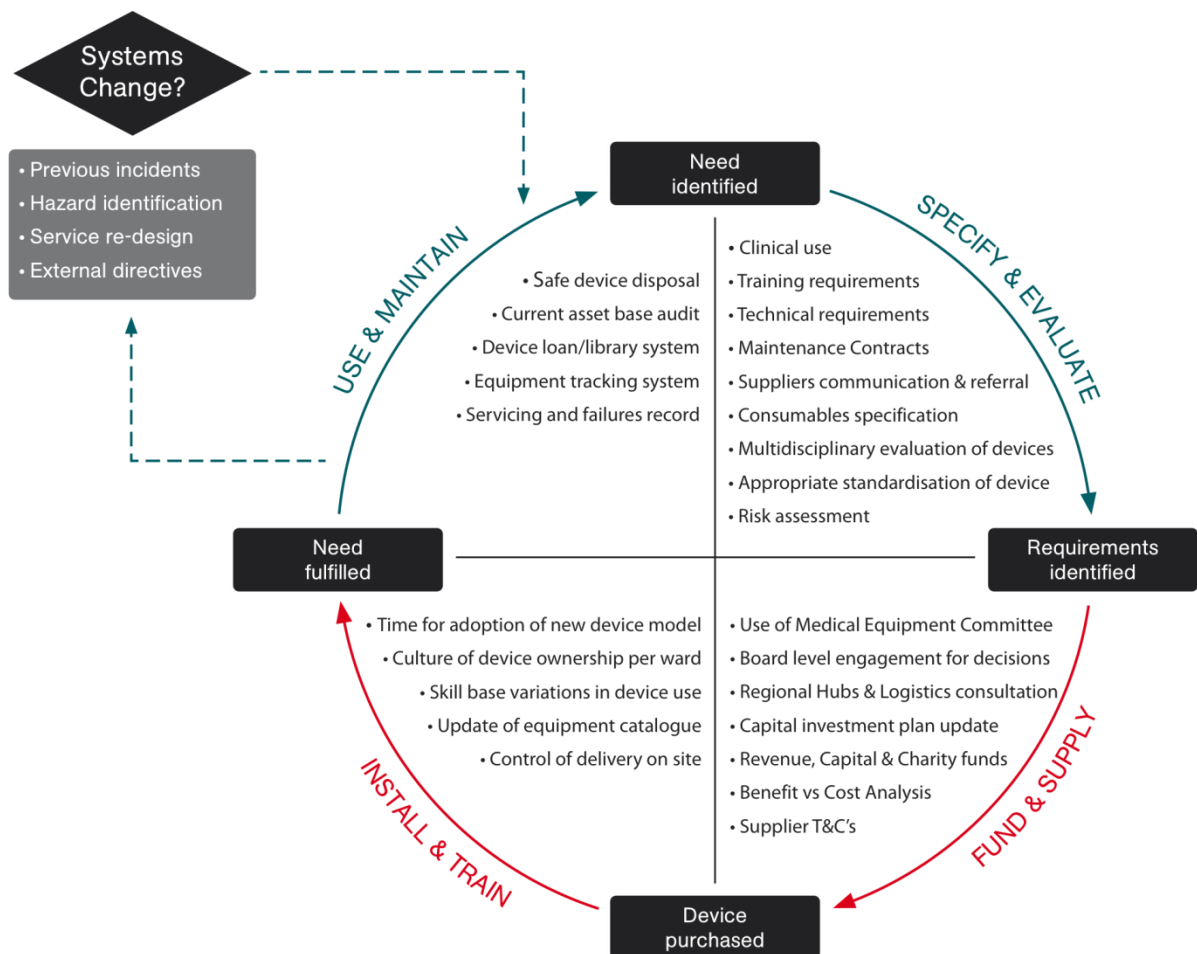 Systems
Change?
• Previous incidents
• Hazard identification
• Service re-design
• External directives
Need
identified
USE & MAINTAIN
SPECIFY & EVALUATE
• Safe device disposal
• Current asset base audit
• Device loan/library system
• Equipment tracking system
• Servicing and failures record
• Clinical use
• Training requirements
• Technical requirements
• Maintenance Contracts
• Suppliers communication & referral
• Consumables specification
• Multidisciplinary evaluation of devices
• Appropriate standardisation of device
• Risk assessment
Need
fulfilled
Requirements
identified
• Time for adoption of new device model
• Culture of device ownership per ward
• Skill base variations in device use
• Update of equipment catalogue
• Control of delivery on site
• Use of Medical Equipment Committee
• Board level engagement for decisions
• Regional Hubs & Logistics consultation
• Capital investment plan update
• Revenue, Capital & Charity funds
• Benefit vs Cost Analysis
• Supplier T&C's
INSTALL & TRAIN
FUND & SUPPLY
Device
purchased